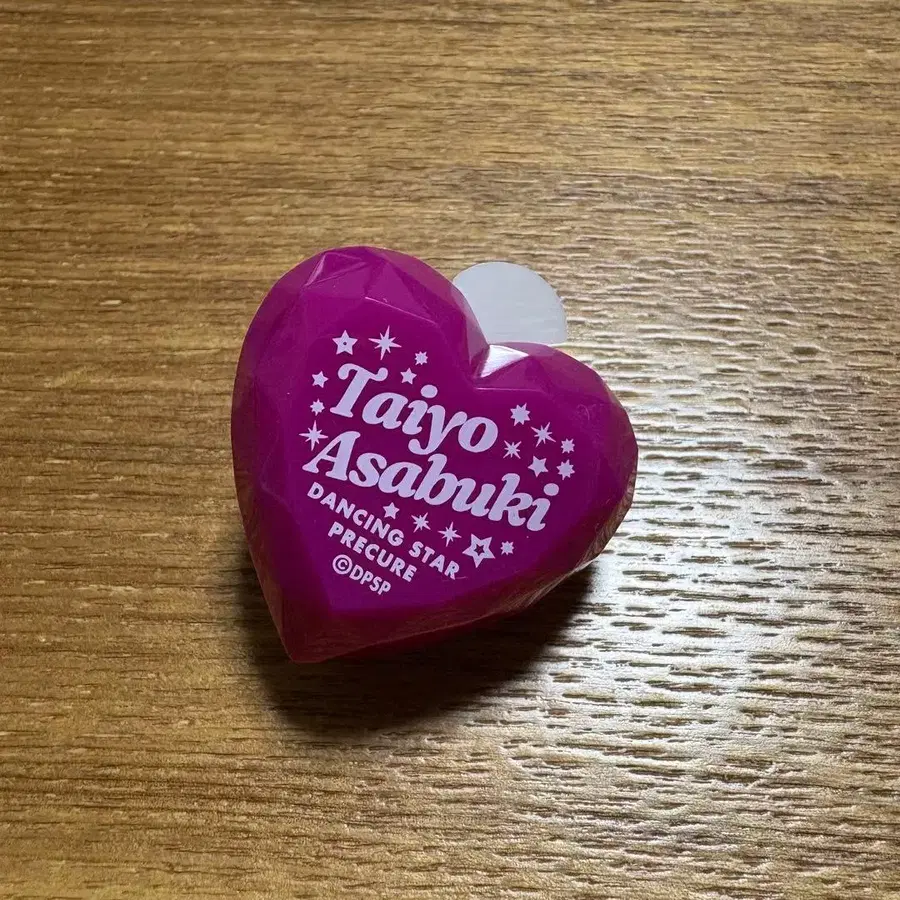 Taiyo
Asabuki
DANCING STAR
PRECURE
©DPSP